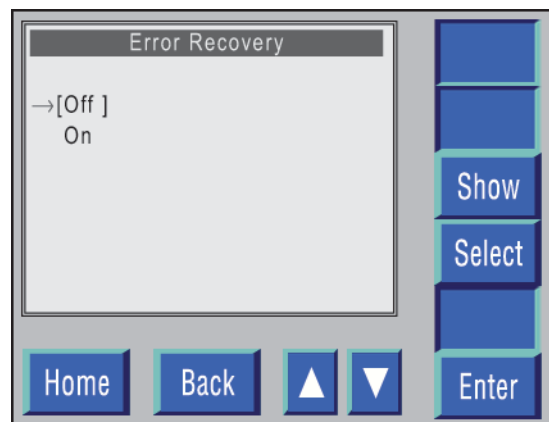 Error Recovery
→[Off ]
On
Show
Select
Home
Back
Enter